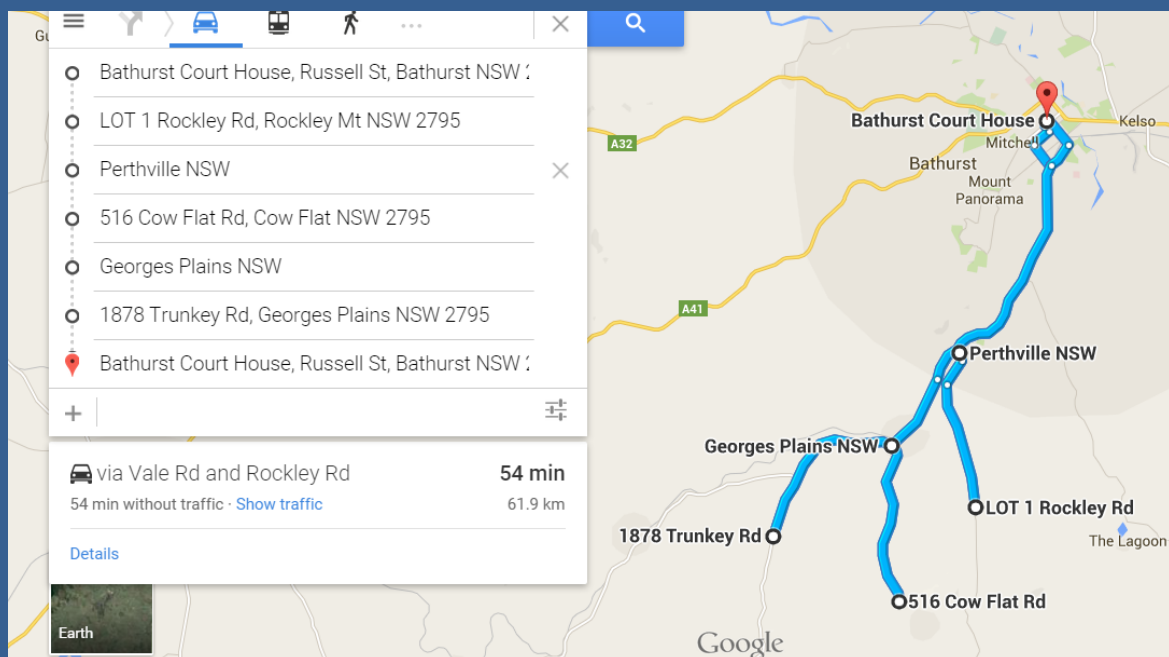 Bathurst Court House, Russell St, Bathurst NSW
LOT 1 Rockley Rd, Rockley Mt NSW 2795
Perthville NSW
516 Cow Flat Rd, Cow Flat NSW 2795
Georges Plains NSW
1878 Trunkey Rd, Georges Plains NSW 2795
Bathurst Court House, Russell St, Bathurst NSW
via Vale Rd and Rockley Rd 54 min
54 min without traffic · Show traffic 61.9 km
Details
Earth
Bathurst Court House
Kelso
Mitchell
A32
Bathurst
Mount
Panorama
A41
Perthville NSW
Georges Plains NSW
LOT 1 Rockley Rd
1878 Trunkey Rd
The Lagoon
516 Cow Flat Rd
Google